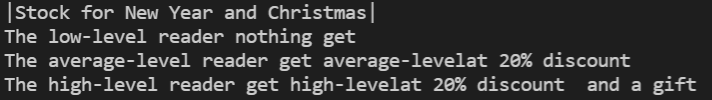 |Stock for New Year and Christmas|
The low-level reader nothing get
The average-level reader get average-levelat 20% discount
The high-level reader get high-levelat 20% discount  and a gift